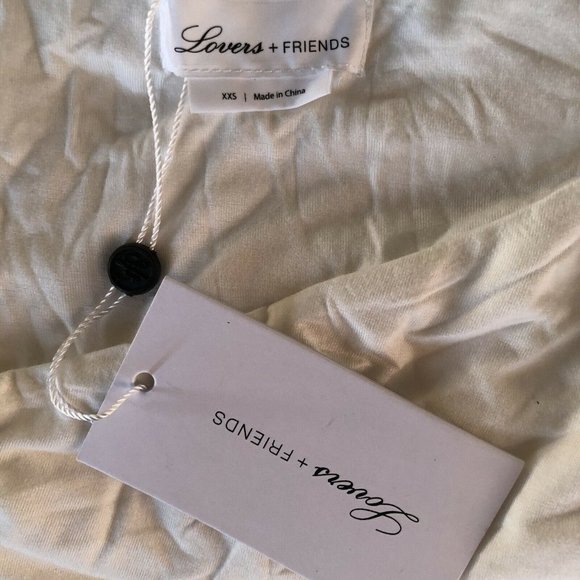 Lovers + FRIENDS
XXS | Made in China
Lovers + FRIENDS